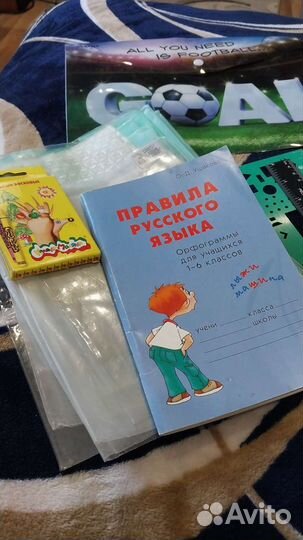 ALL YOU NEED
IS FOOTBALL
GOAL
О.Д. Ушакова
ПРАВИЛА
РУССКОГО
ЯЗЫКА
Орфограммы
для учащихся
1-6 классов
лыжи
машина
учени класса
школы
Avito